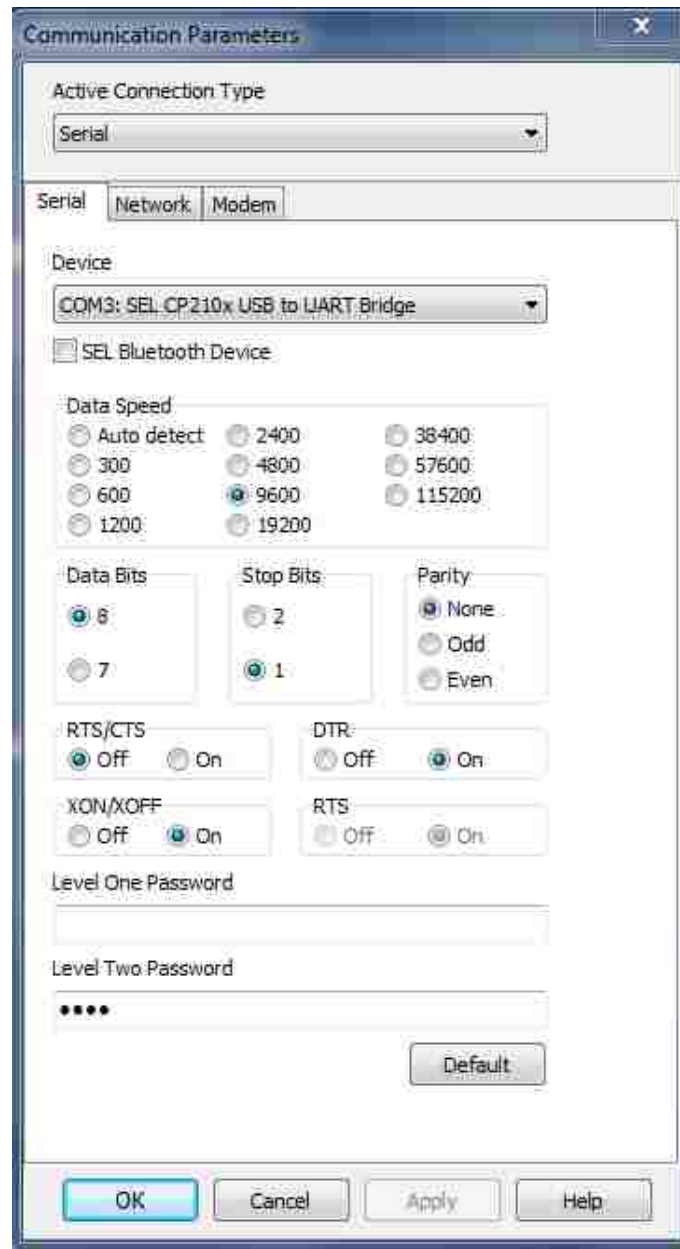 Communication Parameters
Active Connection Type
Serial
Serial Network Modem
Device
COM3: SEL CP210x USB to UART Bridge
SEL Bluetooth Device
Data Speed
Auto detect 2400 38400
300 4800 57600
600 9600 115200
1200 19200
Data Bits Stop Bits Parity
8 2 None
Odd
7 1 Even
RTS/CTS DTR
Off On Off On
XON/XOFF RTS
Off On Off On
Level One Password
Level Two Password
••••
Default
OK Cancel Apply Help